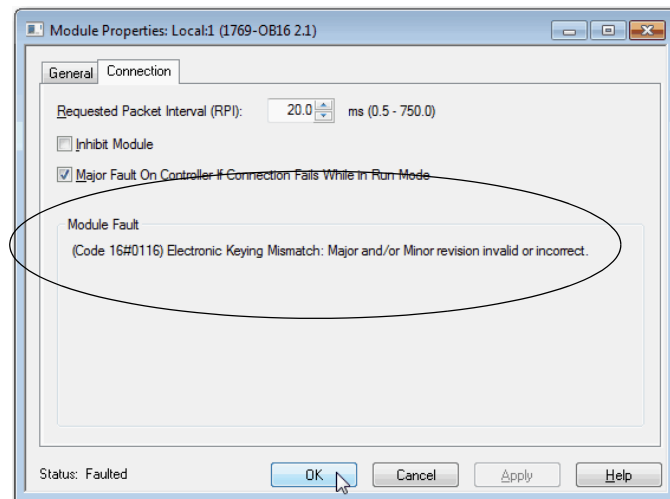 Module Properties: Local:1 (1769-OB16 2.1)
General Connection
Requested Packet Interval (RPI): 20.0 ms (0.5 - 750.0)
Inhibit Module
Major Fault On Controller If Connection Fails While in Run Mode
Module Fault
(Code 16#0116) Electronic Keying Mismatch: Major and/or Minor revision invalid or incorrect.
Status: Faulted OK Cancel Apply Help